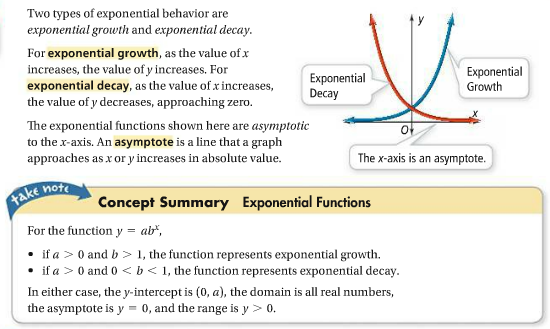 Two types of exponential behavior are
exponential growth and exponential decay.
For exponential growth, as the value of x
increases, the value of y increases. For
exponential decay, as the value of x increases,
the value of y decreases, approaching zero.
The exponential functions shown here are asymptotic
to the x-axis. An asymptote is a line that a graph
approaches as x or y increases in absolute value.
y
Exponential
Decay
Exponential
Growth
x
O
The x-axis is an asymptote.
take note
Concept Summary Exponential Functions
For the function y = abˣ,
• if a > 0 and b > 1, the function represents exponential growth.
• if a > 0 and 0 < b < 1, the function represents exponential decay.
In either case, the y-intercept is (0, a), the domain is all real numbers,
the asymptote is y = 0, and the range is y > 0.